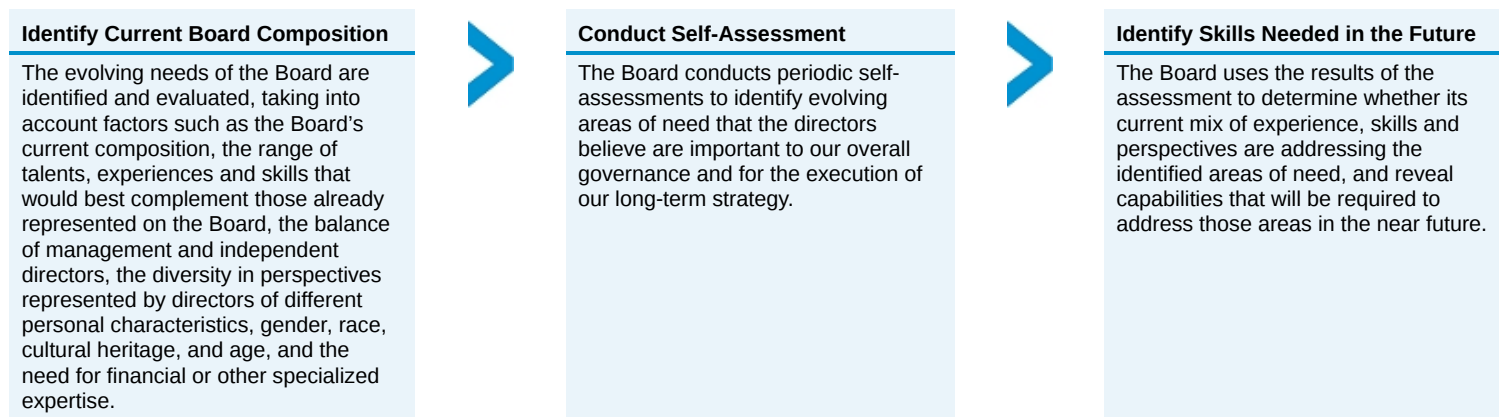 Identify Current Board Composition
The evolving needs of the Board are
identified and evaluated, taking into
account factors such as the Board's
current composition, the range of
talents, experiences and skills that
would best complement those already
represented on the Board, the balance
of management and independent
directors, the diversity in perspectives
represented by directors of different
personal characteristics, gender, race,
cultural heritage, and age, and the
need for financial or other specialized
expertise.
Conduct Self-Assessment
The Board conducts periodic self-
assessments to identify evolving
areas of need that the directors
believe are important to our overall
governance and for the execution of
our long-term strategy.
Identify Skills Needed in the Future
The Board uses the results of the
assessment to determine whether its
current mix of experience, skills and
perspectives are addressing the
identified areas of need, and reveal
capabilities that will be required to
address those areas in the near future.